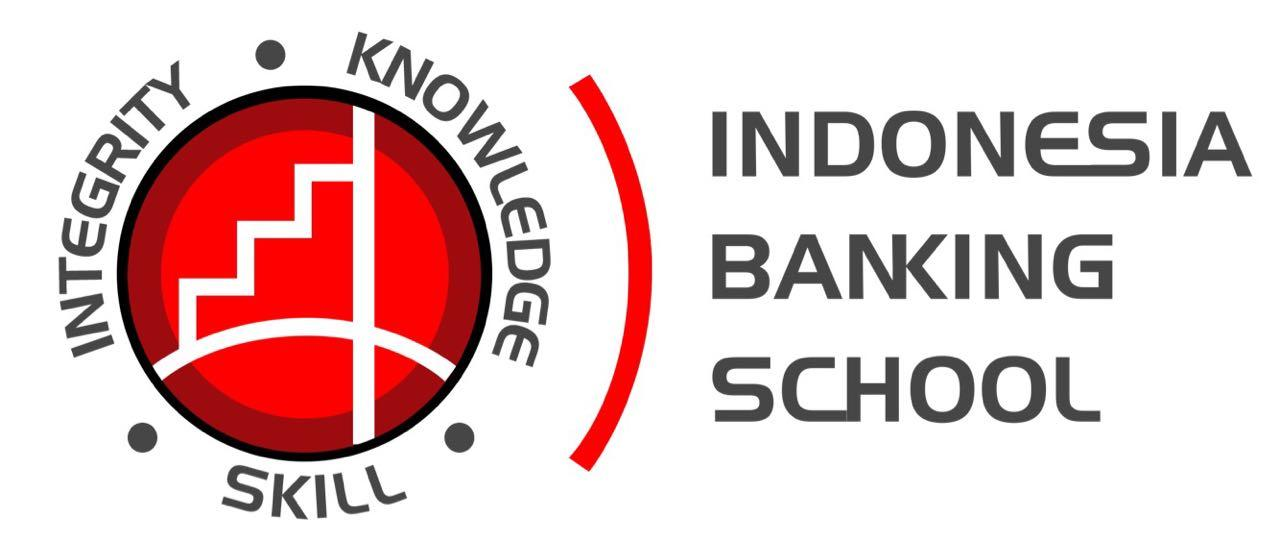 INTEGRITY
KNOWLEDGE
SKILL
INDONESIA
BANKING
SCHOOL